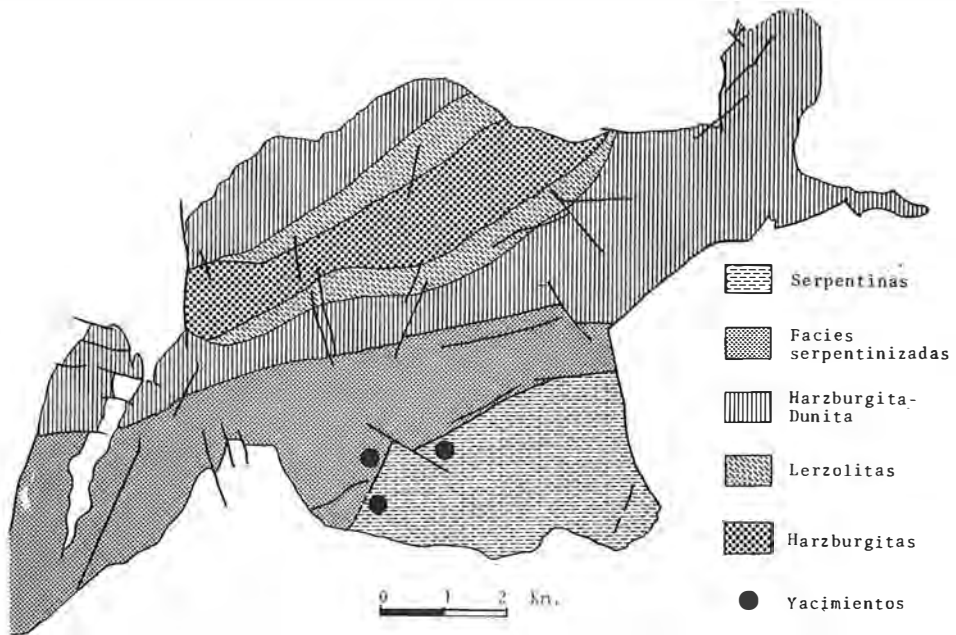 Serpentinas
Facies
serpentinizadas
Harzburgita-
Dunita
Lerzolitas
Harzburgitas
Yacimientos
0 1 2 Km.